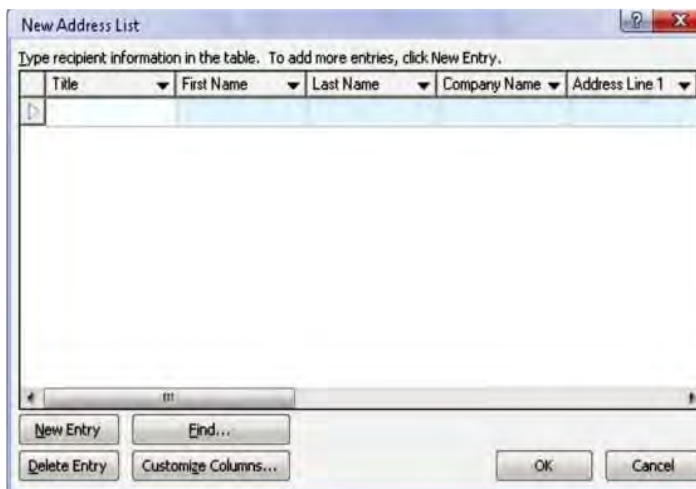 New Address List
Type recipient information in the table. To add more entries, click New Entry.
Title First Name Last Name Company Name Address Line 1
New Entry Find...
Delete Entry Customize Columns... OK Cancel